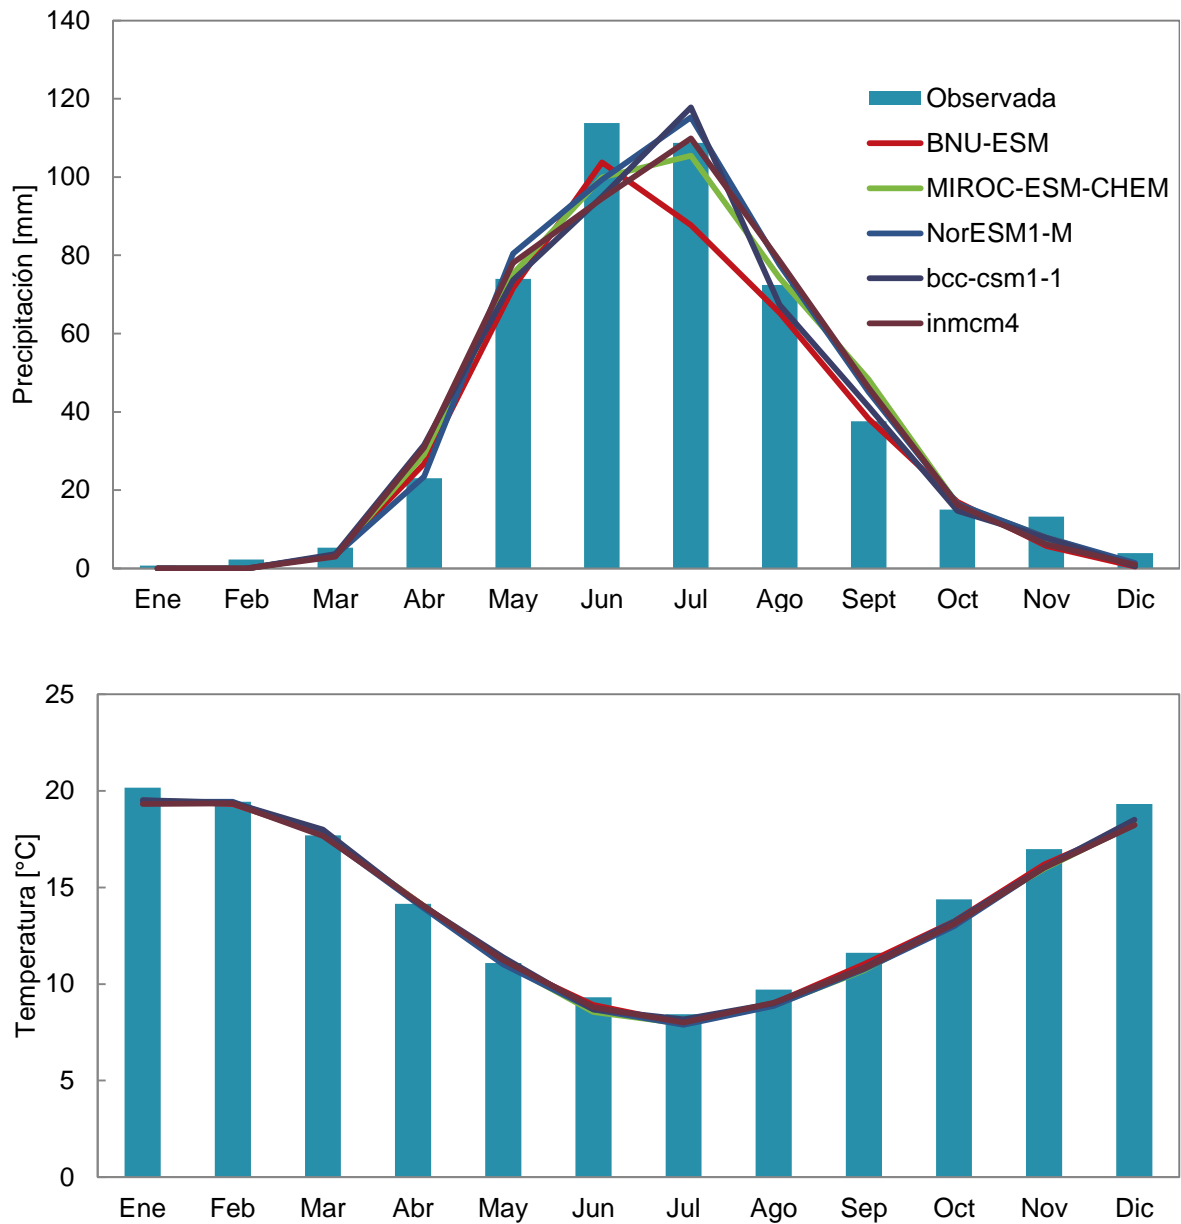 Precipitación [mm]
140
120
100
80
60
40
20
0
Observada
BNU-ESM
MIROC-ESM-CHEM
NorESM1-M
bcc-csm1-1
inmcm4
Ene Feb Mar Abr May Jun Jul Ago Sept Oct Nov Dic
Temperatura [°C]
25
20
15
10
5
0
Ene Feb Mar Abr May Jun Jul Ago Sep Oct Nov Dic